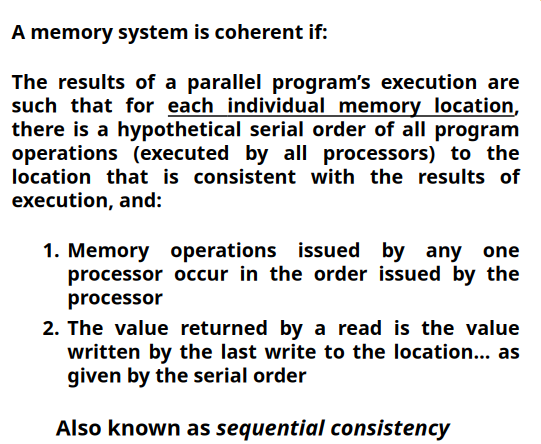 A memory system is coherent if:
The results of a parallel program's execution are
such that for each individual memory location,
there is a hypothetical serial order of all program
operations (executed by all processors) to the
location that is consistent with the results of
execution, and:
1. Memory operations issued by any one
processor occur in the order issued by the
processor
2. The value returned by a read is the value
written by the last write to the location... as
given by the serial order
Also known as sequential consistency